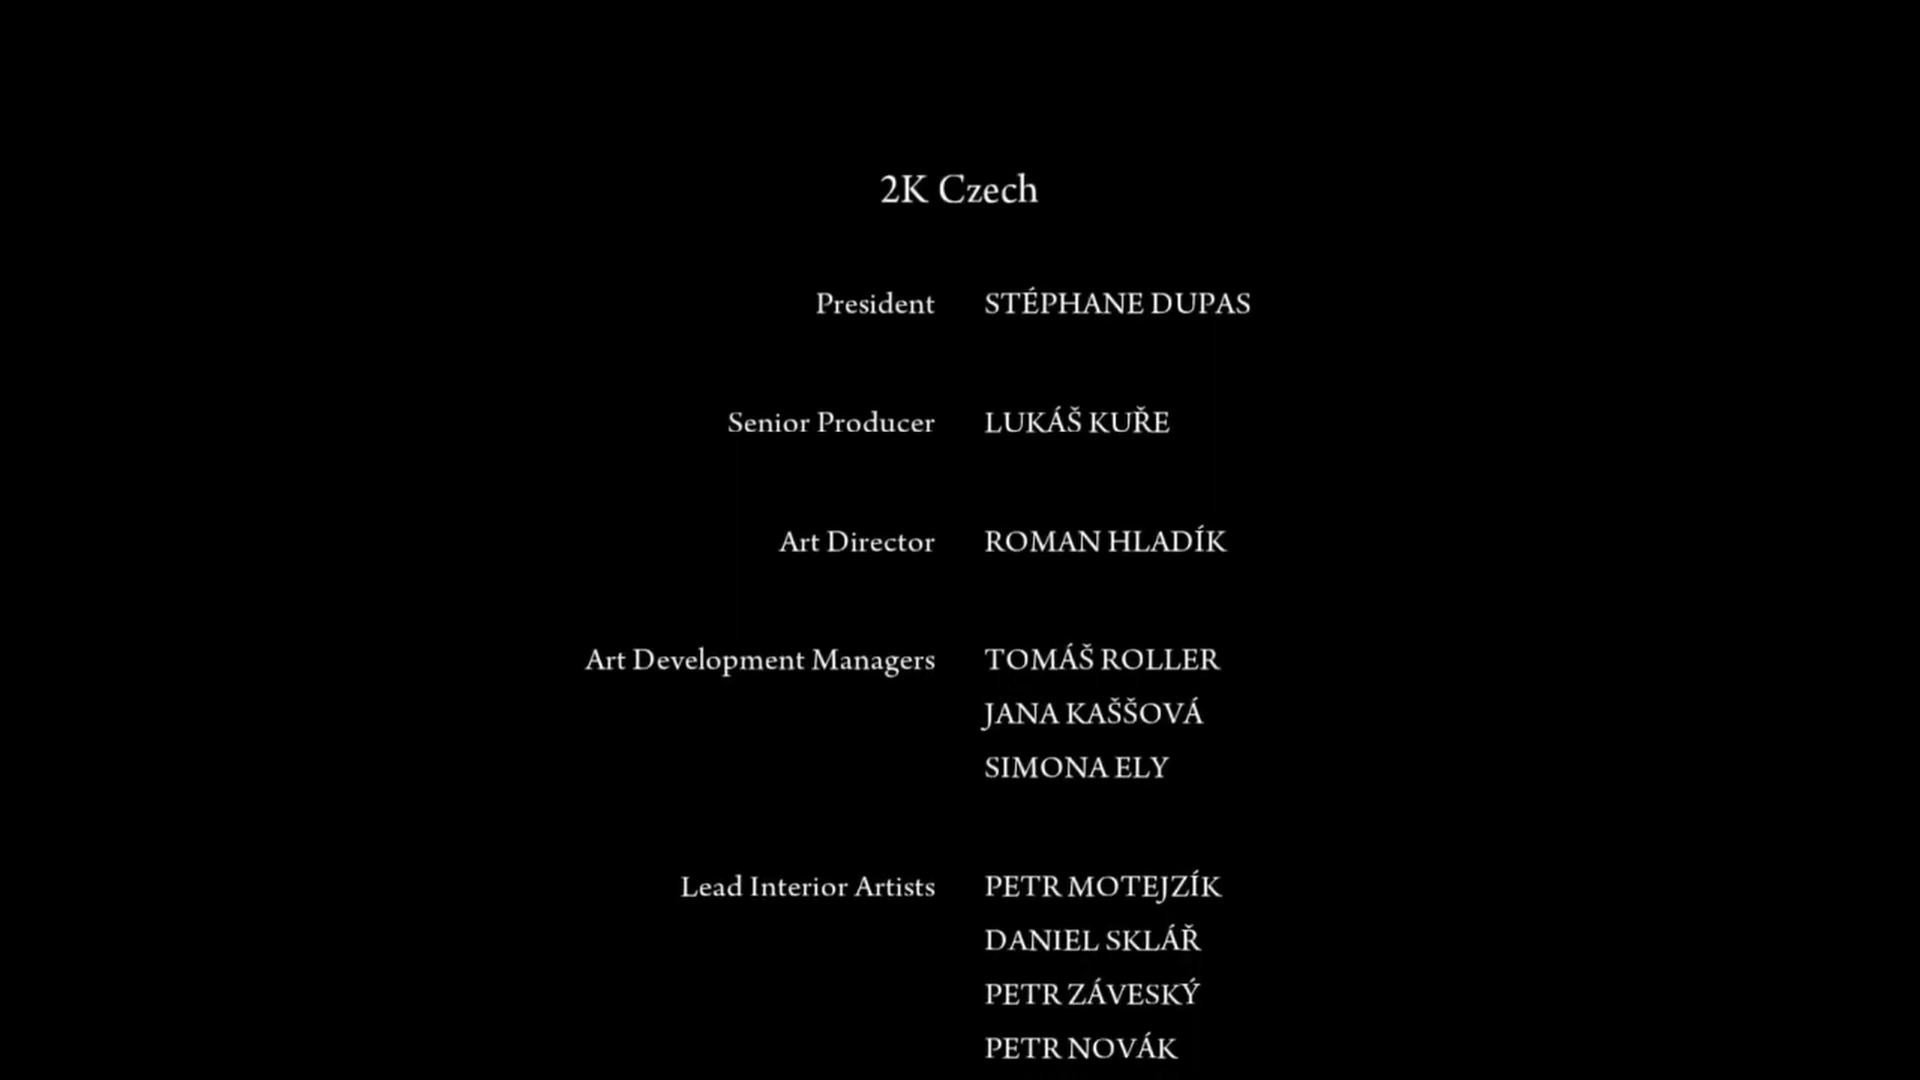 2K Czech
President STÉPHANE DUPAS
Senior Producer LUKÁŠ KUŘE
Art Director ROMAN HLADÍK
Art Development Managers TOMÁŠ ROLLER
JANA KAŠŠOVÁ
SIMONA ELY
Lead Interior Artists PETR MOTEJZÍK
DANIEL SKLÁŘ
PETR ZÁVESKÝ
PETR NOVÁK